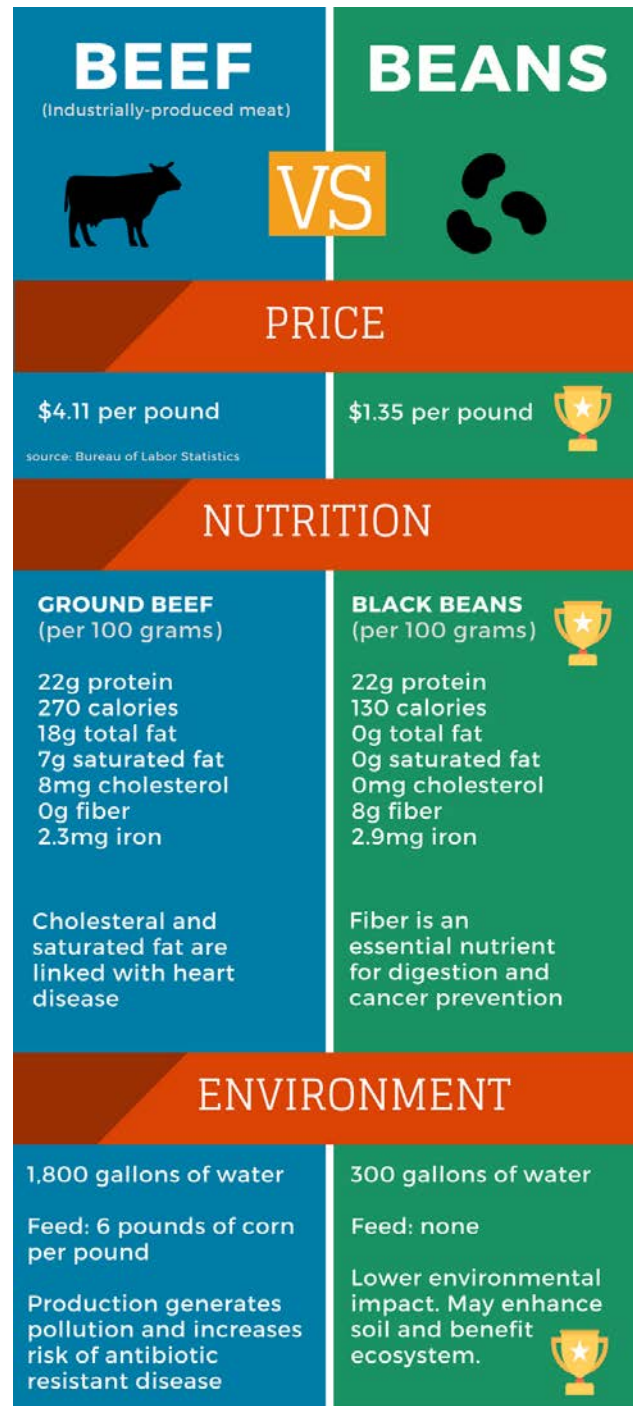 BEEF
(Industrially-produced meat)
BEANS
VS
PRICE
$4.11 per pound
source: Bureau of Labor Statistics
$1.35 per pound
NUTRITION
GROUND BEEF
(per 100 grams)
22g protein
270 calories
18g total fat
7g saturated fat
8mg cholesterol
0g fiber
2.3mg iron
Cholesteral and
saturated fat are
linked with heart
disease
BLACK BEANS
(per 100 grams)
22g protein
130 calories
0g total fat
0g saturated fat
0mg cholesterol
8g fiber
2.9mg iron
Fiber is an
essential nutrient
for digestion and
cancer prevention
ENVIRONMENT
1,800 gallons of water
Feed: 6 pounds of corn
per pound
Production generates
pollution and increases
risk of antibiotic
resistant disease
300 gallons of water
Feed: none
Lower environmental
impact. May enhance
soil and benefit
ecosystem.